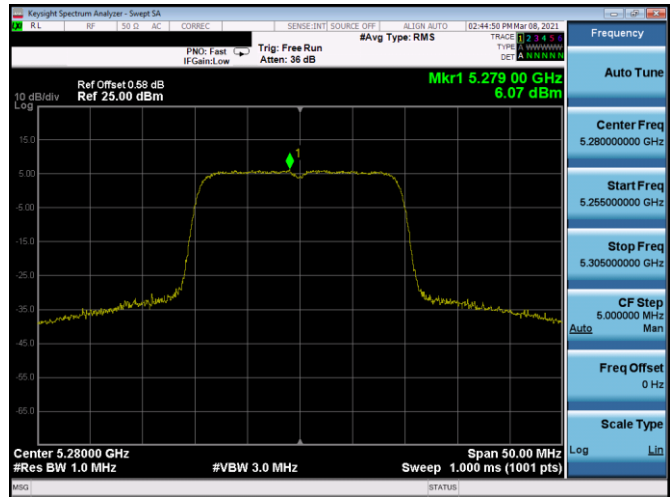 Keysight Spectrum Analyzer - Swept SA
RL RF 50 Ω AC CORREC SENSE:INT SOURCE OFF ALIGN AUTO 02:44:50 PM Mar 08, 2021
#Avg Type: RMS
TRACE 1 2 3 4 5 6
TYPE A WWWWW
DET A N N N N N
PNO: Fast
IFGain:Low
Trig: Free Run
Atten: 36 dB
Mkr1 5.279 00 GHz
6.07 dBm
Ref Offset 0.58 dB
10 dB/div Ref 25.00 dBm
Log
15.0
5.00
-5.00
-15.0
-25.0
-35.0
-45.0
-55.0
-65.0
1
Center 5.28000 GHz Span 50.00 MHz
#Res BW 1.0 MHz #VBW 3.0 MHz Sweep 1.000 ms (1001 pts)
MSG STATUS
Frequency
Auto Tune
Center Freq
5.280000000 GHz
Start Freq
5.255000000 GHz
Stop Freq
5.305000000 GHz
CF Step
5.000000 MHz
Auto Man
Freq Offset
0 Hz
Scale Type
Log Lin